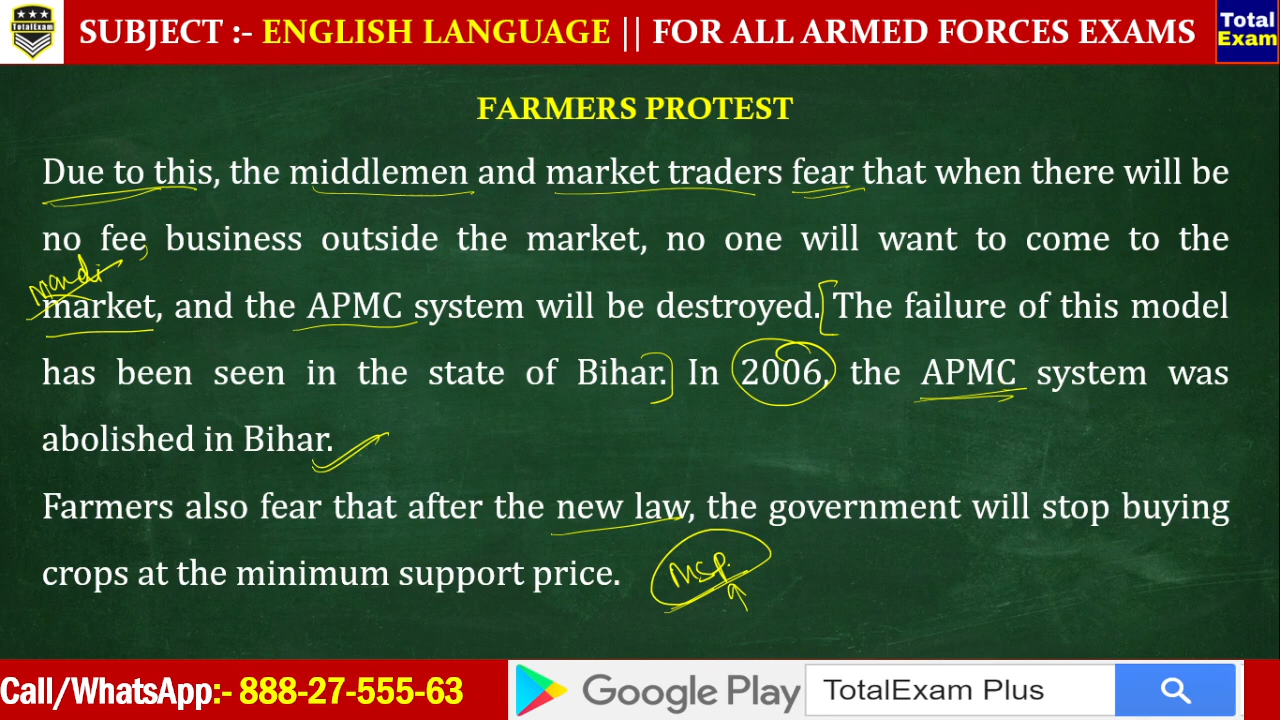 SUBJECT :- ENGLISH LANGUAGE || FOR ALL ARMED FORCES EXAMS
TotalExam
Total
Exam
FARMERS PROTEST
Due to this, the middlemen and market traders fear that when there will be
no fee business outside the market, no one will want to come to the
mandi
market, and the APMC system will be destroyed. The failure of this model
has been seen in the state of Bihar. In 2006, the APMC system was
abolished in Bihar.
Farmers also fear that after the new law, the government will stop buying
crops at the minimum support price.
MSP.
Call/WhatsApp:- 888-27-555-63
Google Play
TotalExam Plus